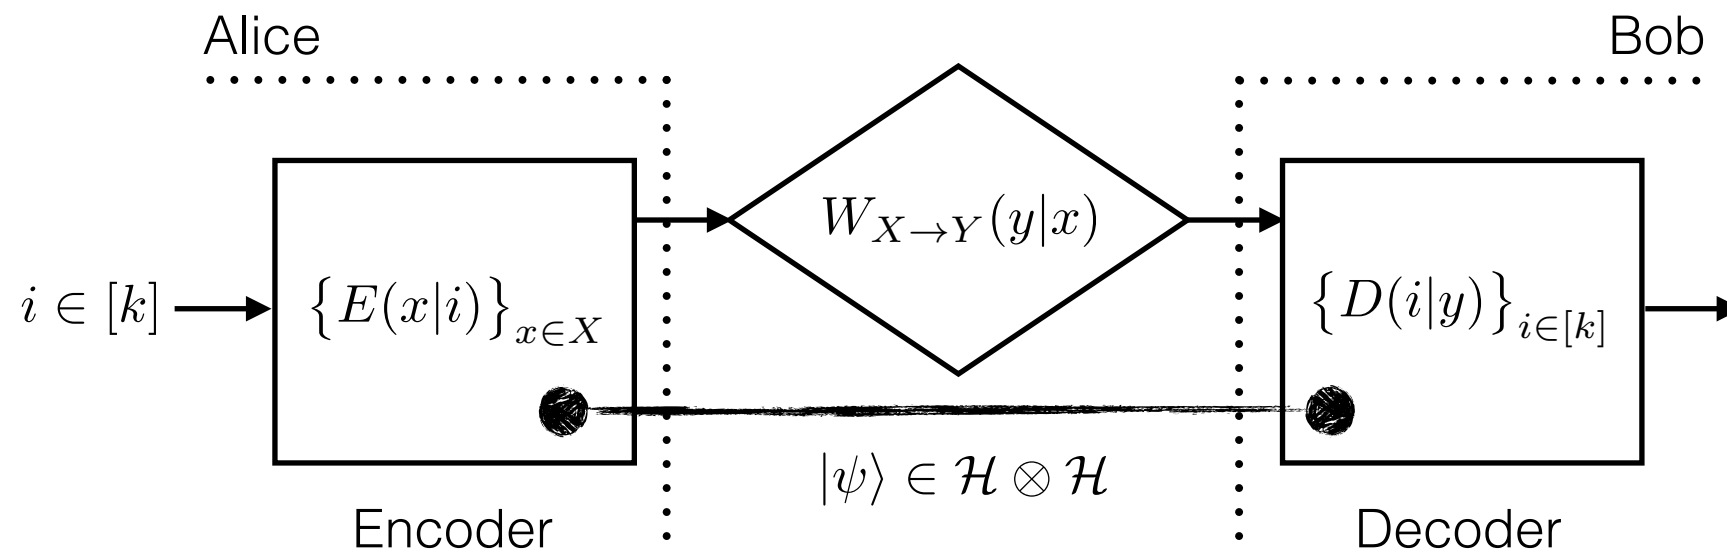 Alice
Bob
W_{X→Y}(y|x)
i ∈ [k]
{E(x|i)}_{x∈X}
{D(i|y)}_{i∈[k]}
|ψ⟩ ∈ ℋ ⊗ ℋ
Encoder
Decoder